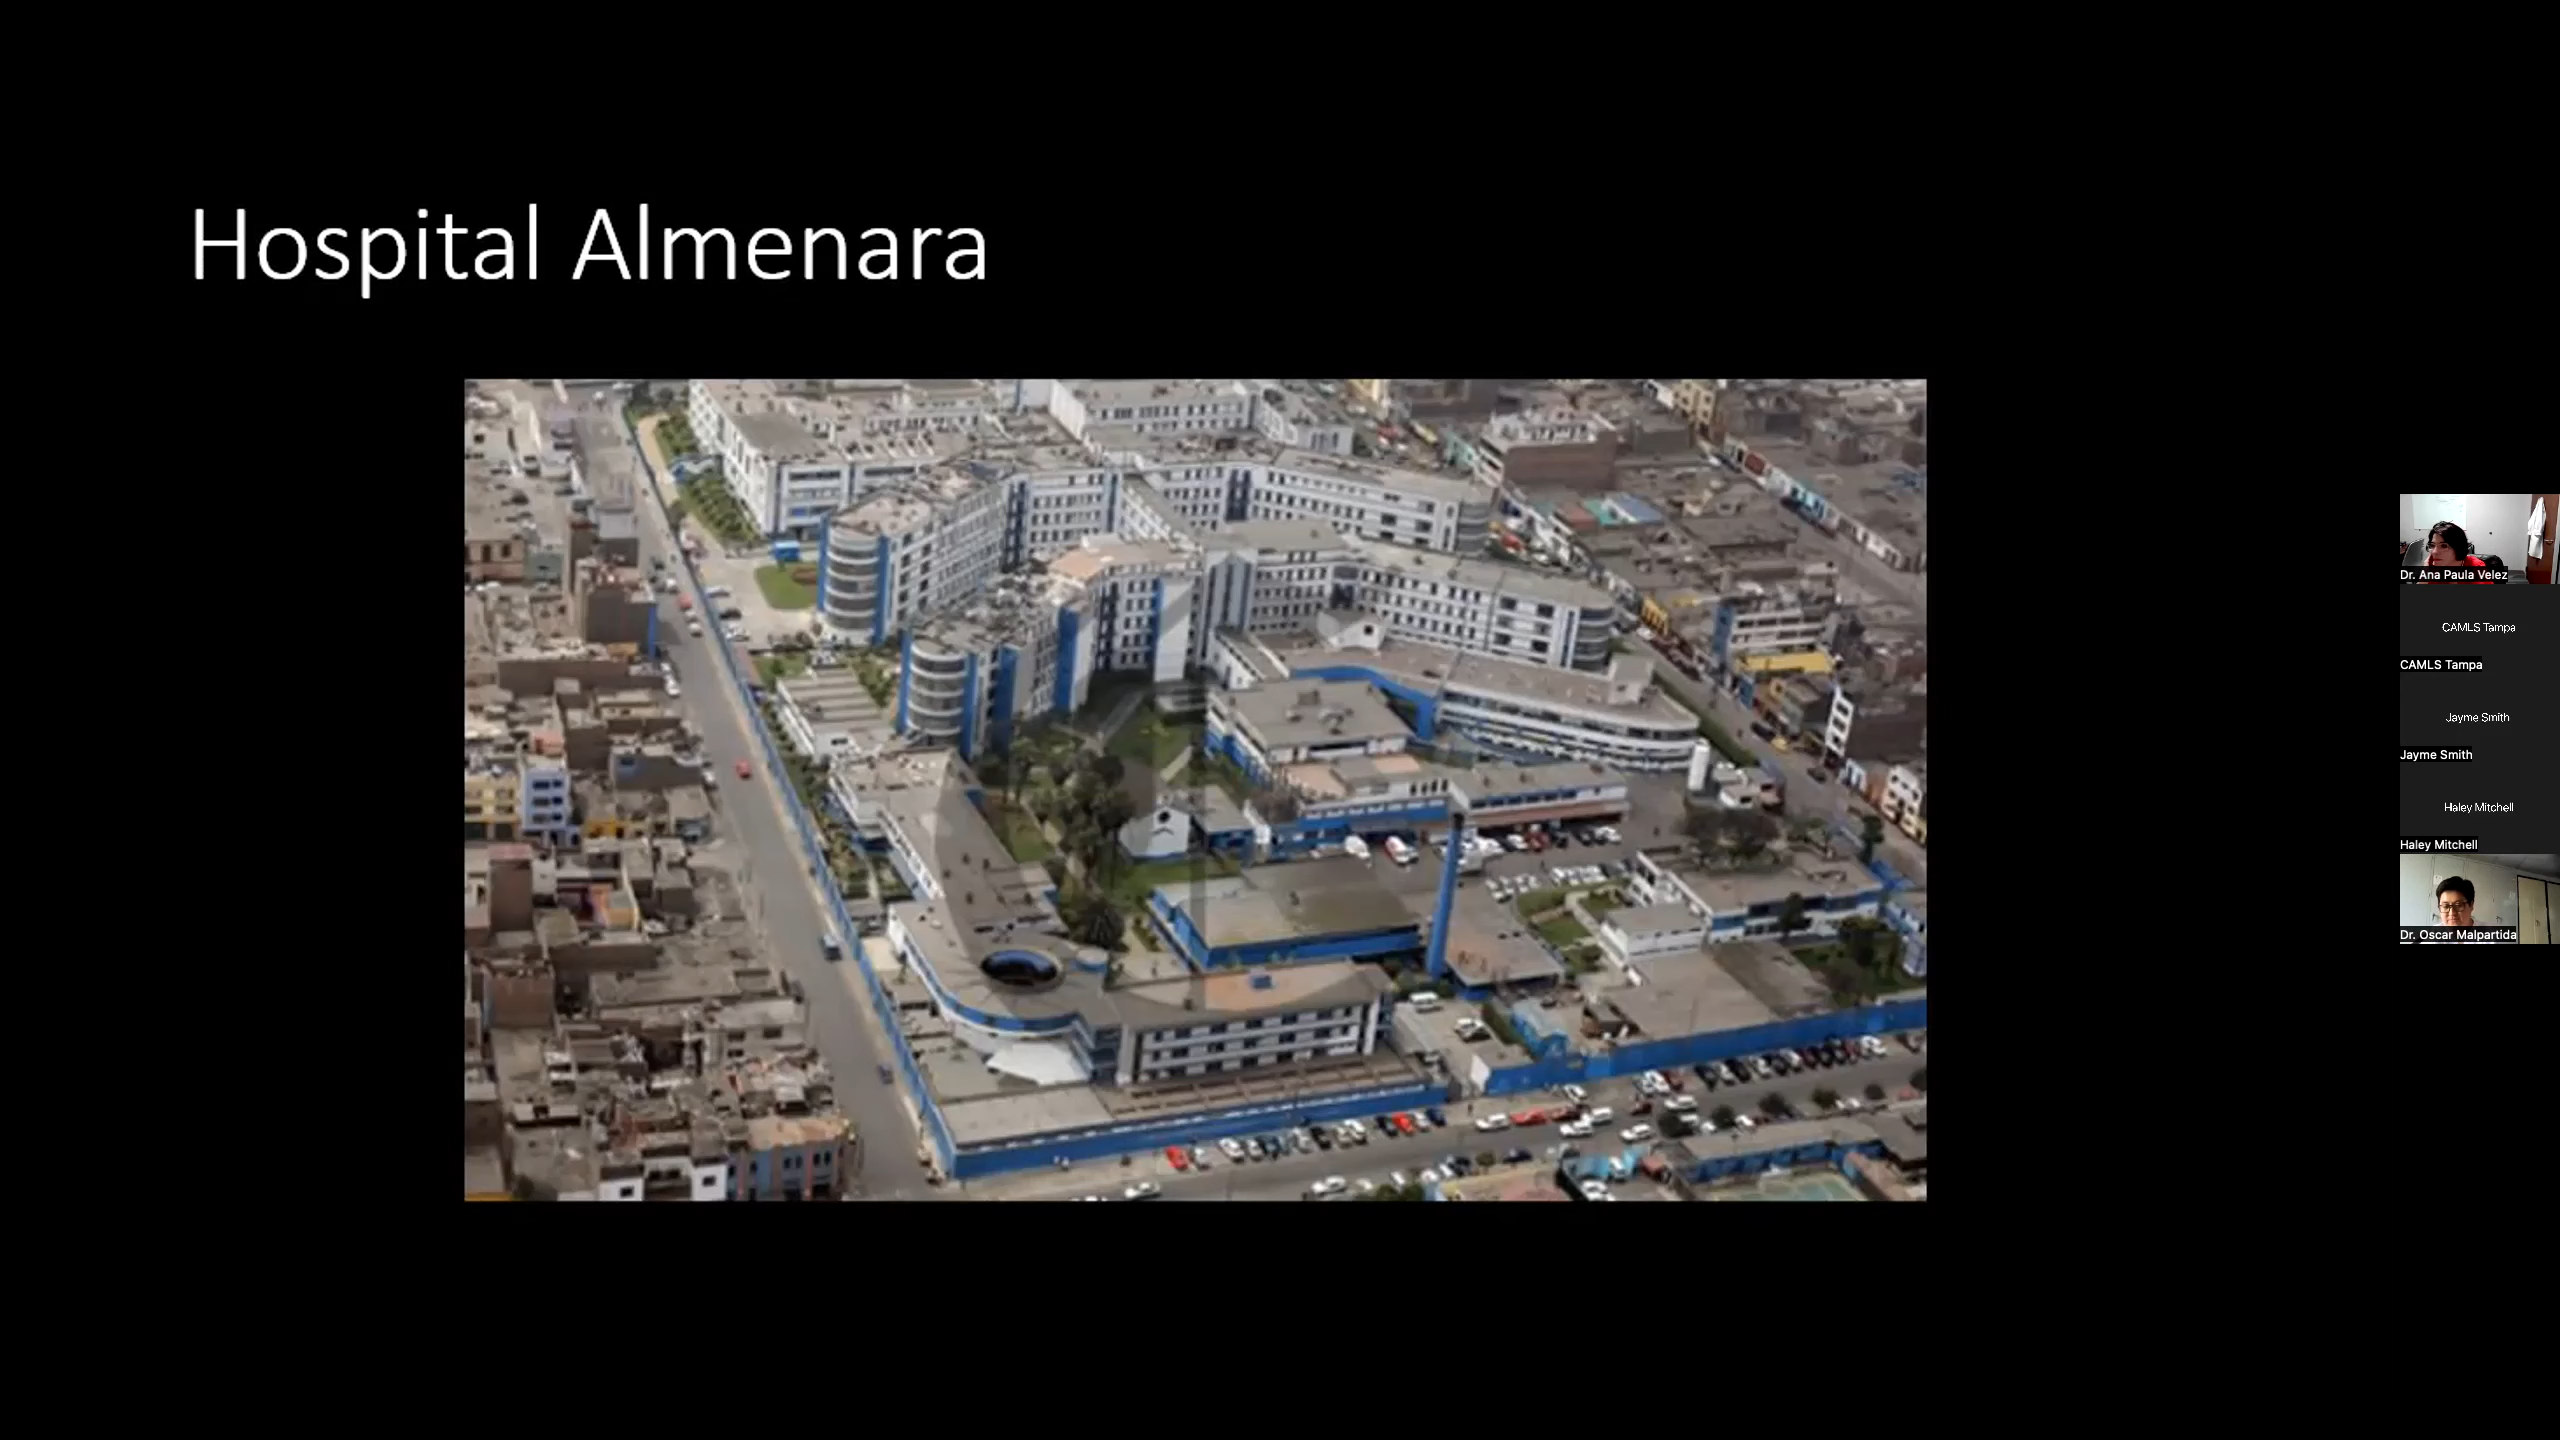 Hospital Almenara
Dr. Ana Paula Velez
CAMLS Tampa
CAMLS Tampa
Jayme Smith
Jayme Smith
Haley Mitchell
Haley Mitchell
Dr. Oscar Malpartida